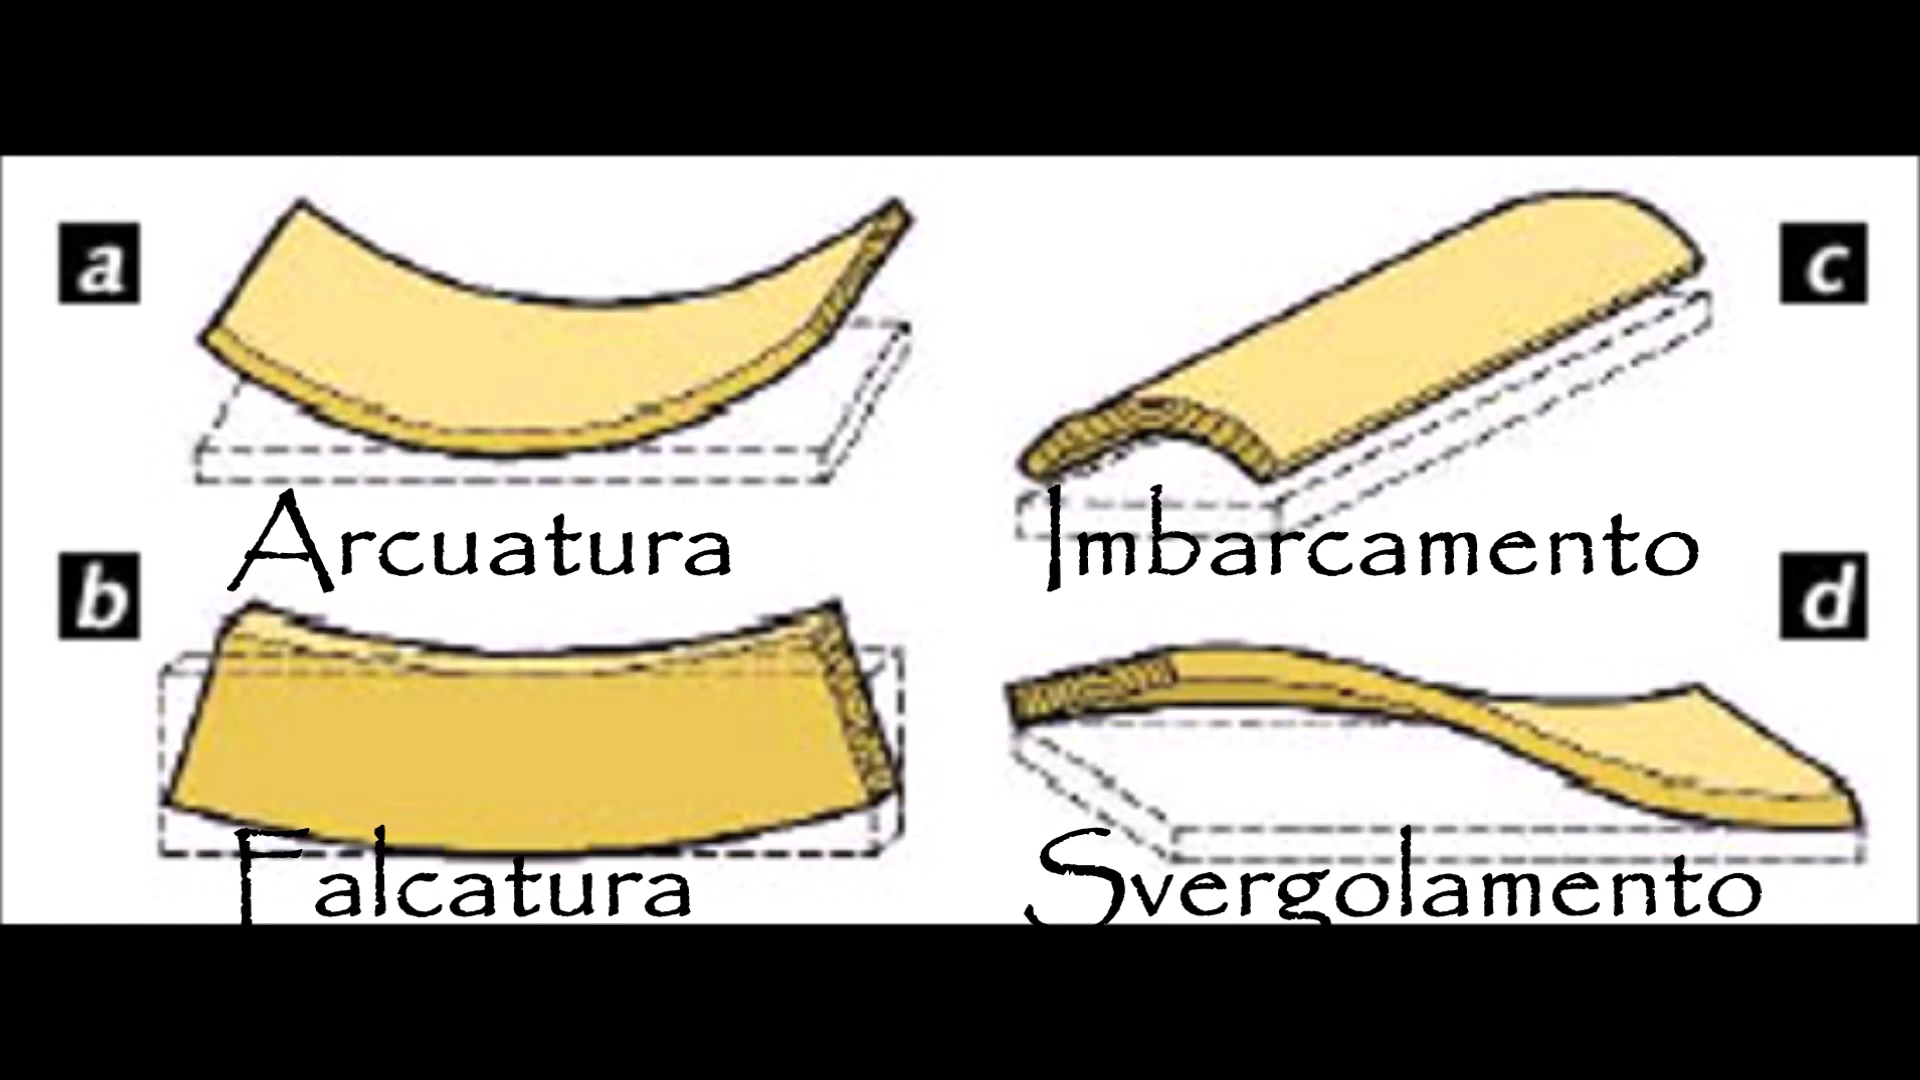 a
Arcuatura
b
Falcatura
c
Imbarcamento
d
Svergolamento